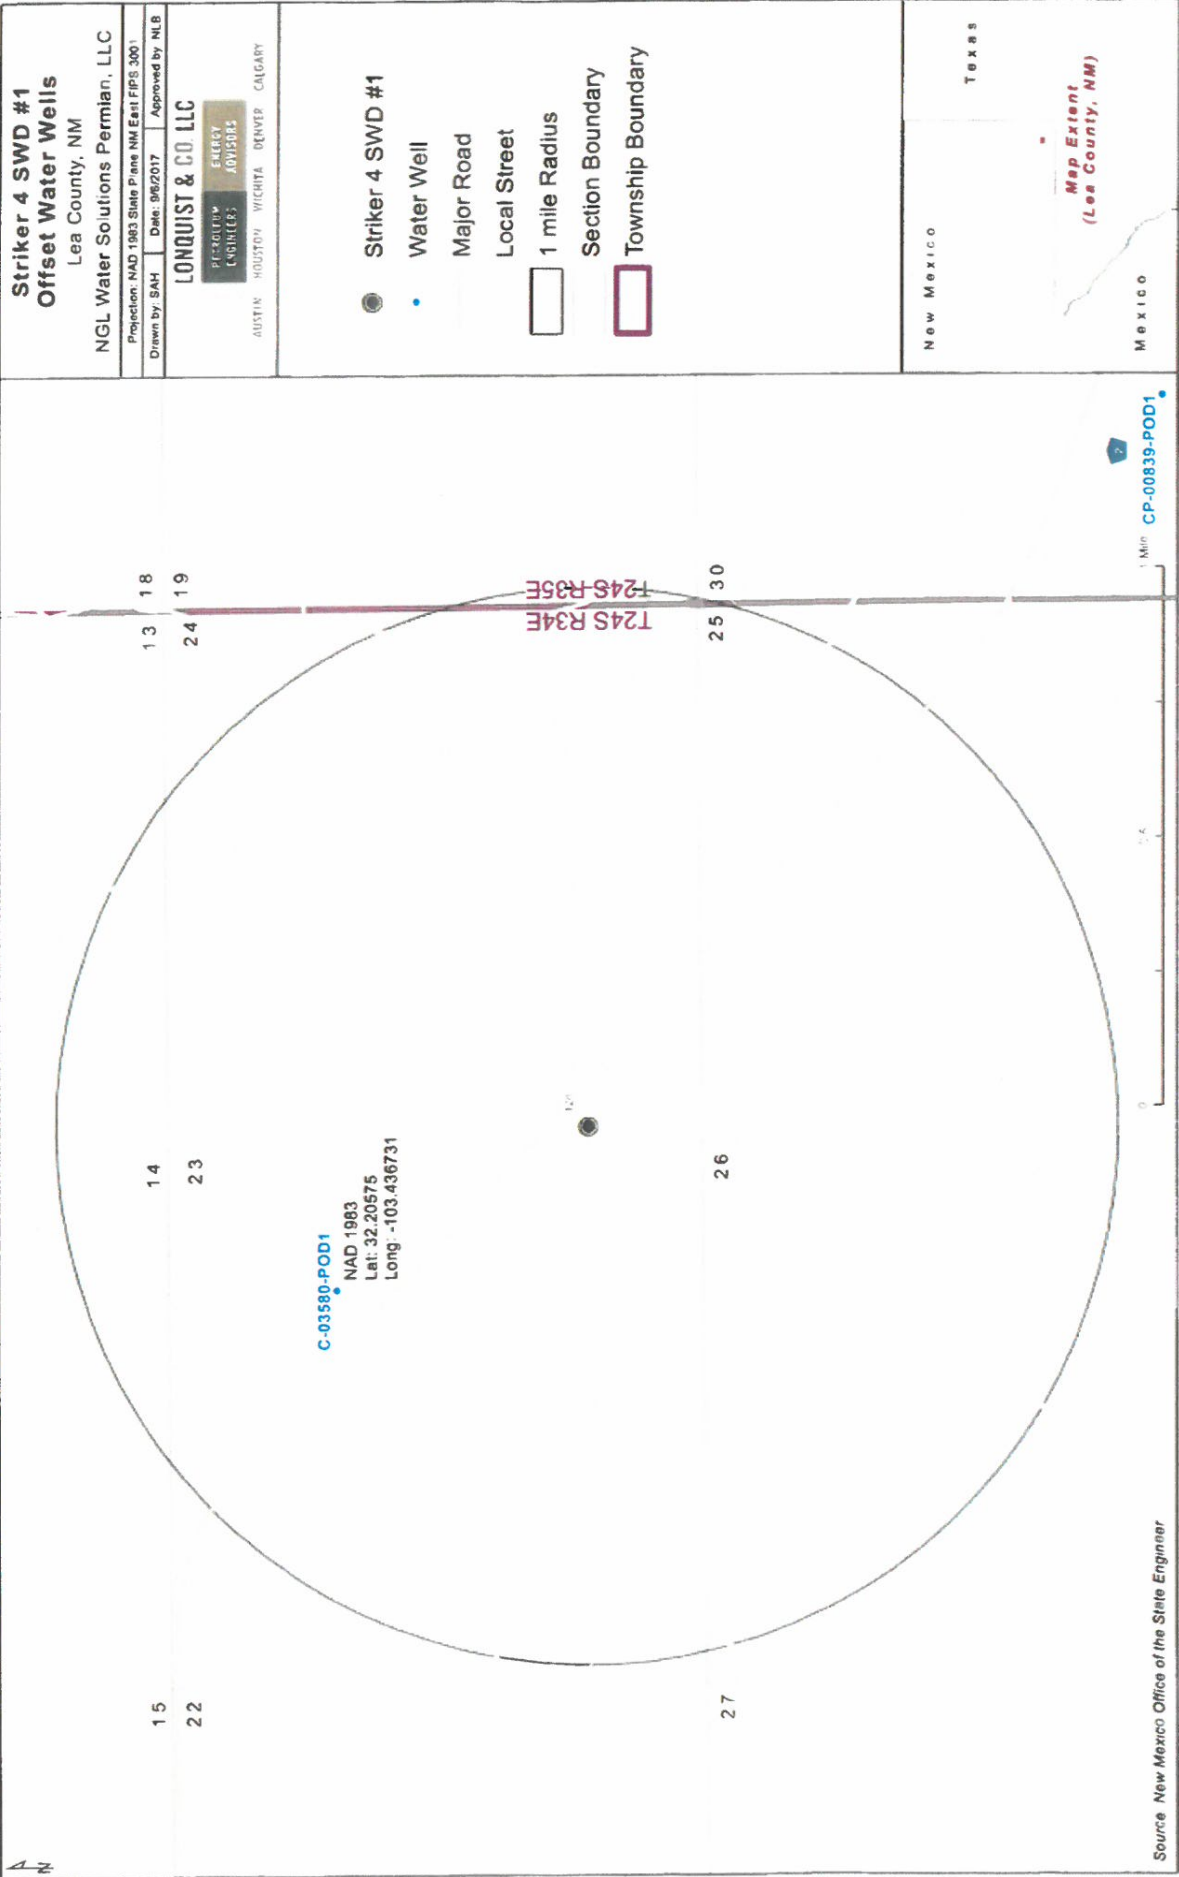 Striker 4 SWD #1
Offset Water Wells
Lea County, NM
NGL Water Solutions Permian, LLC
Projection: NAD 1983 State Plane NM East FIPS 3001
Drawn by: SAH
Date: 9/6/2017
Approved by: NLB
LONQUIST & CO. LLC
PETROLEUM ENGINEERS
ENERGY ADVISORS
AUSTIN HOUSTON WICHITA DENVER CALGARY
Striker 4 SWD #1
Water Well
Major Road
Local Street
1 mile Radius
Section Boundary
Township Boundary
New Mexico
Texas
Map Extent
(Lea County, NM)
Mexico
N
15
14
13
18
22
23
24
19
C-03580-POD1
NAD 1983
Lat: 32.20575
Long: -103.436731
T24S R34E
T24S R35E
27
26
25
30
2
0
1 Mile
CP-00839-POD1
Source New Mexico Office of the State Engineer